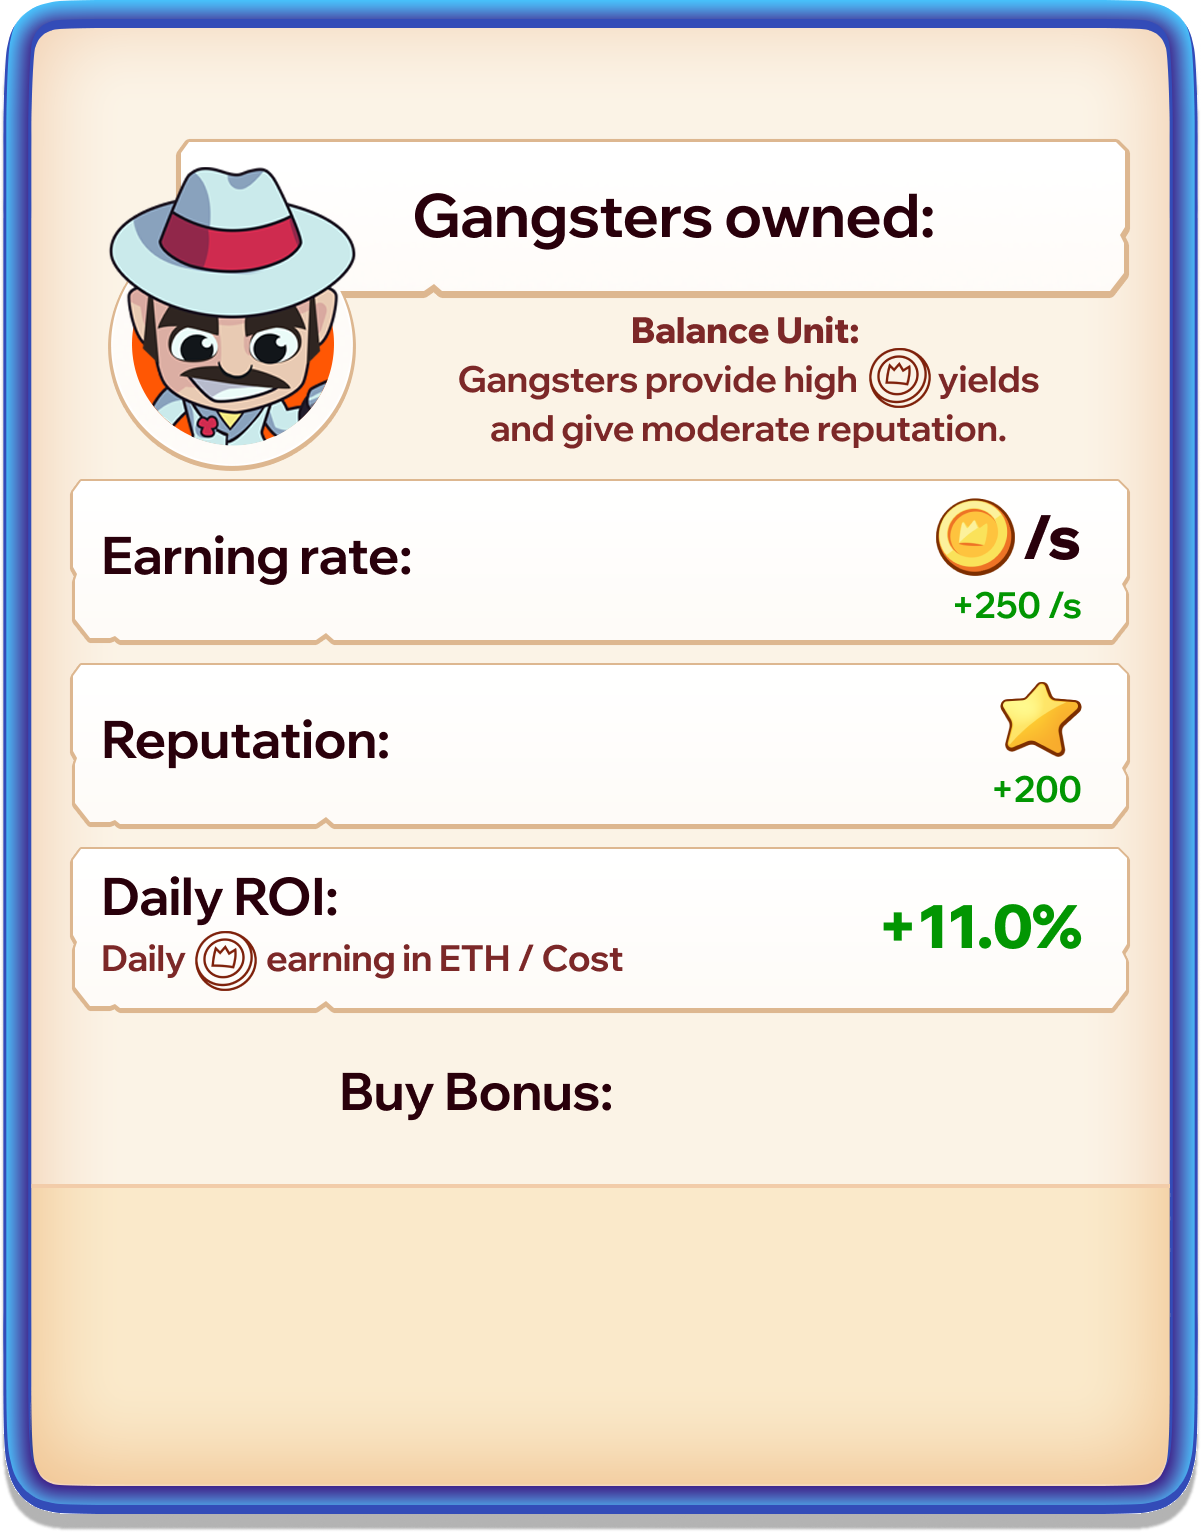 Gangsters owned:
Balance Unit:
Gangsters provide high yields
and give moderate reputation.
Earning rate:
/s
+250 /s
Reputation:
+200
Daily ROI:
Daily earning in ETH / Cost
+11.0%
Buy Bonus: